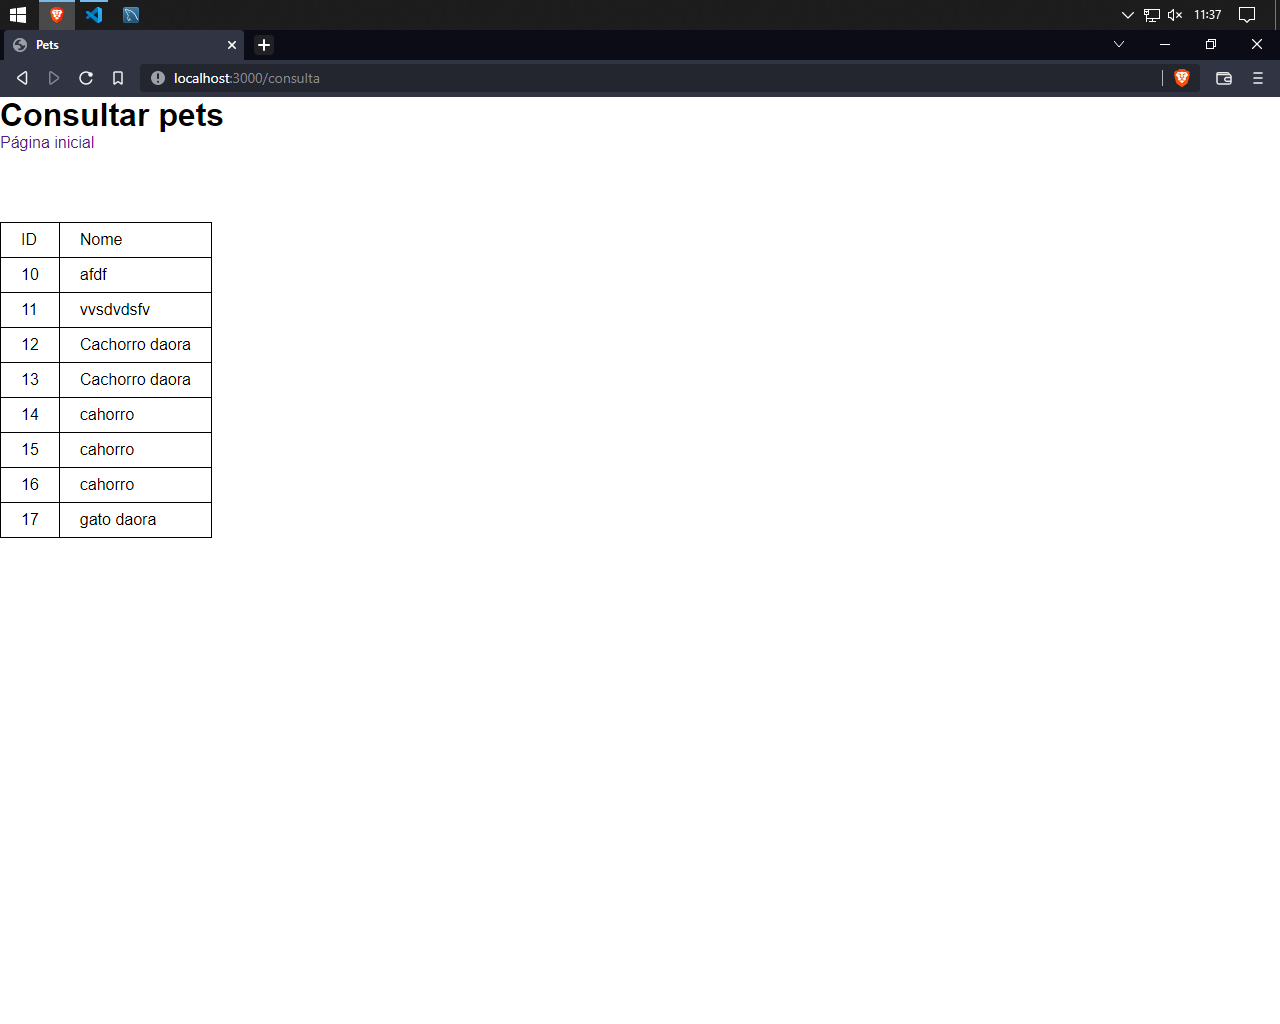 11:37
Pets
localhost:3000/consulta
Consultar pets
Página inicial
ID Nome
10 afdf
11 vvsdvdsfv
12 Cachorro daora
13 Cachorro daora
14 cahorro
15 cahorro
16 cahorro
17 gato daora